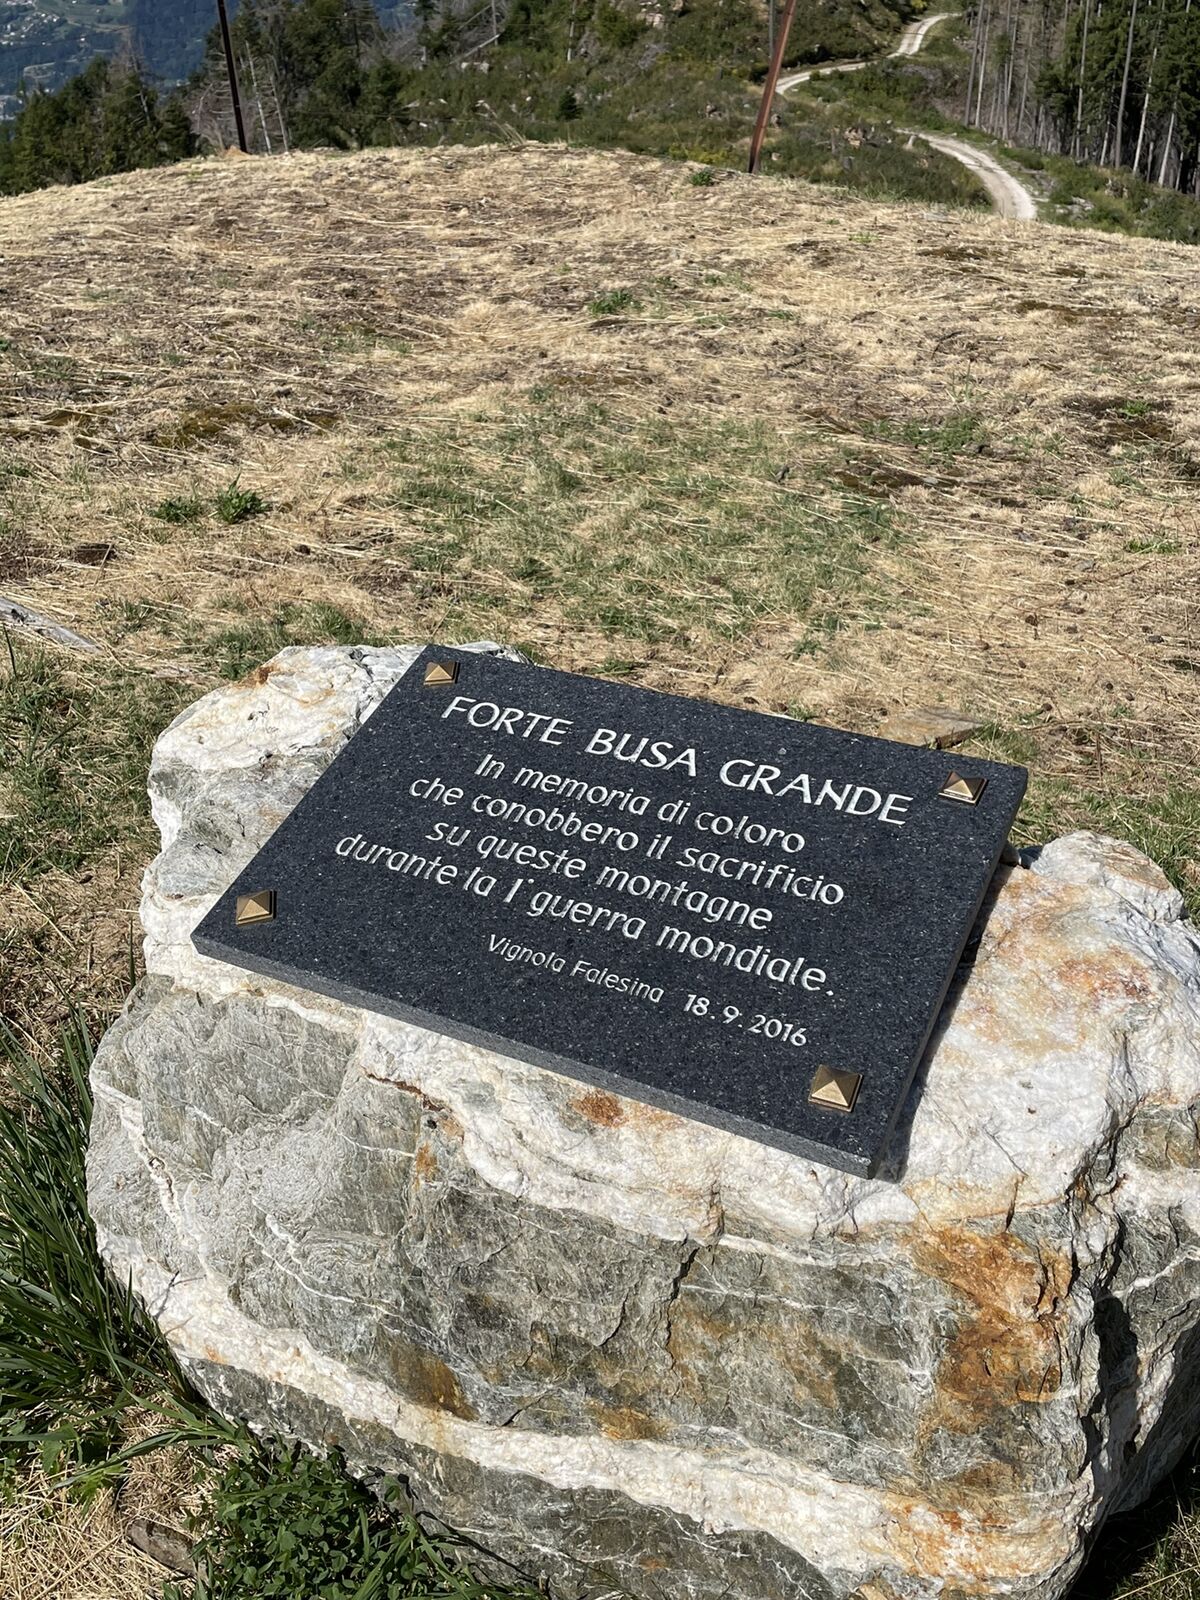 FORTE BUSA GRANDE
In memoria di coloro
che conobbero il sacrificio
su queste montagne
durante la I° guerra mondiale.
Vignola Falesina 18.9.2016